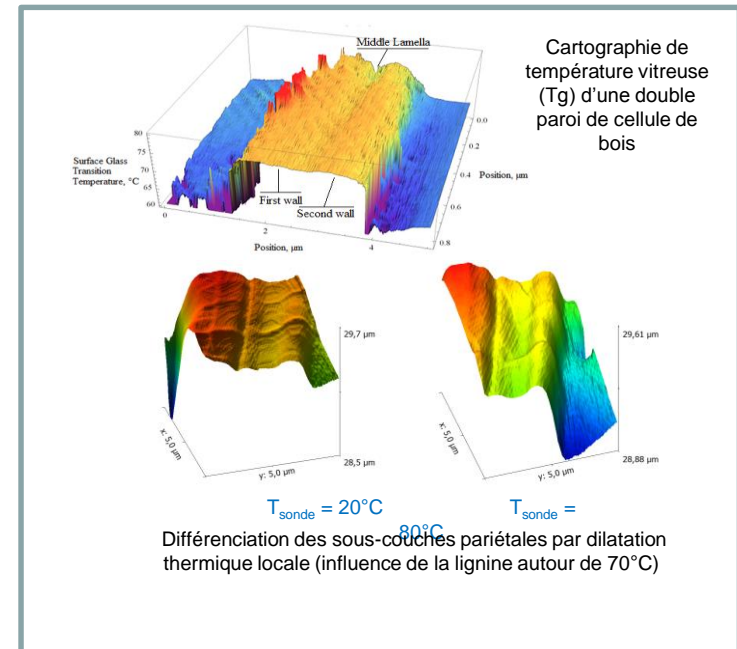 Middle Lamella
Cartographie de
température vitreuse
(Tg) d'une double
paroi de cellule de
bois
80
75
70
65
60
Surface Glass
Transition
Temperature, °C
0.0
0.2
0.4
0.6
0.8
Position, µm
First wall
Second wall
0
2
4
Position, µm
29,7 µm
28,5 µm
x: 5,0 µm
y: 5,0 µm
29,61 µm
28,88 µm
x: 5,0 µm
y: 5,0 µm
Tsonde = 20°C
Tsonde =
80°C
Différenciation des sous-couches pariétales par dilatation
thermique locale (influence de la lignine autour de 70°C)